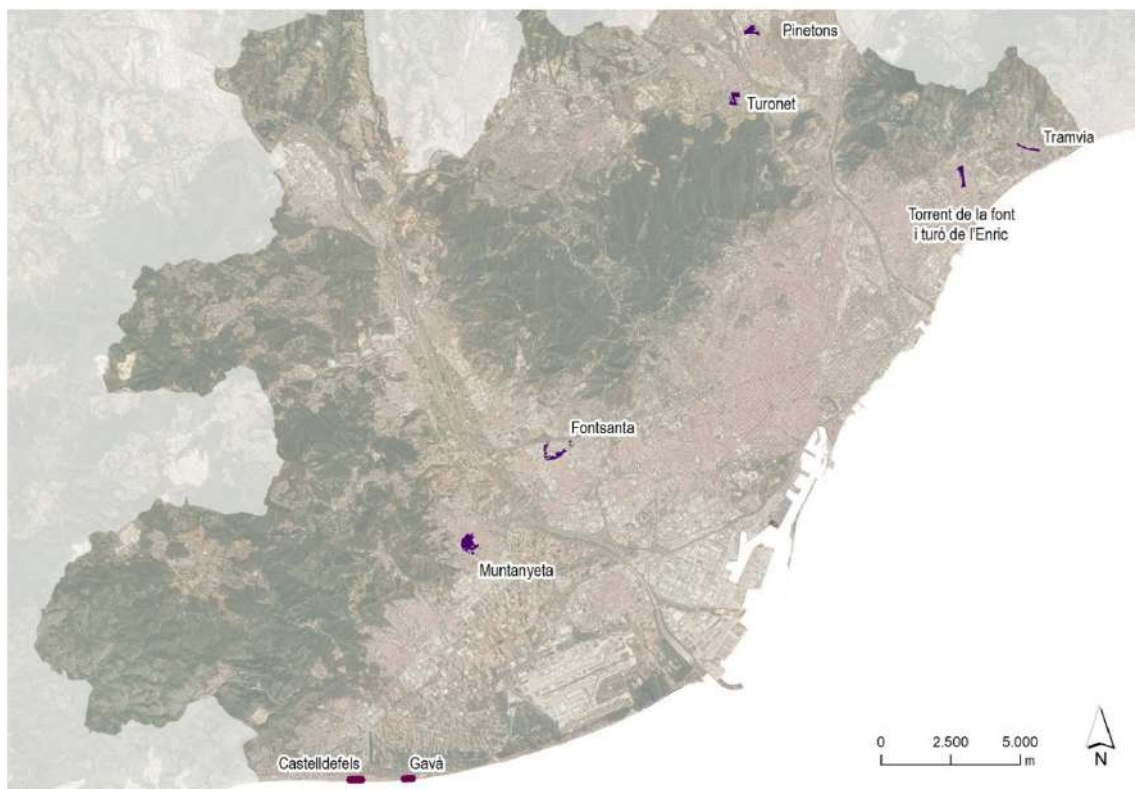 Pinetons
Turonet
Tramvia
Torrent de la font
i turó de l'Enric
Fontsanta
Muntanyeta
Castelldefels
Gavà
0
2.500
5.000
m
N